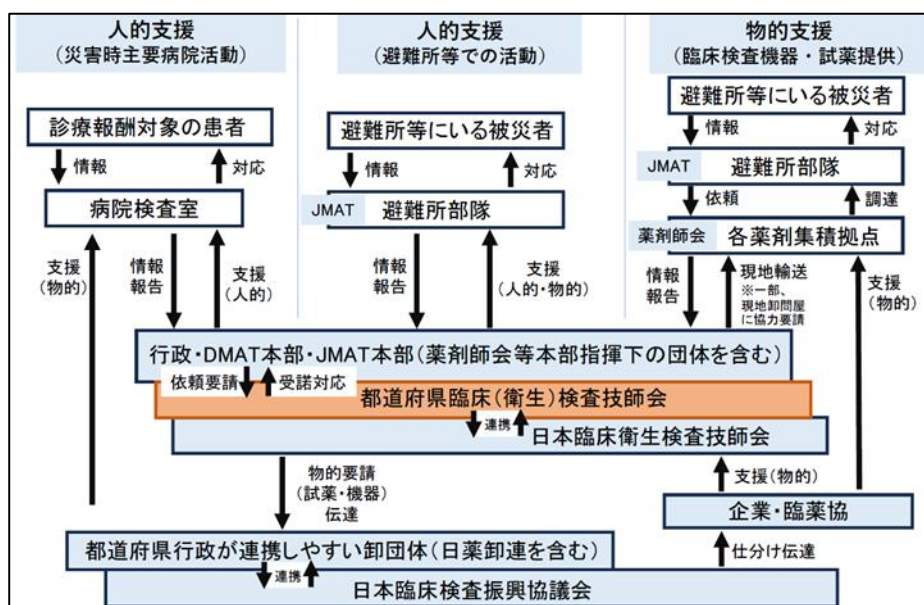 人的支援
(災害時主要病院活動)
人的支援
(避難所等での活動)
物的支援
(臨床検査機器・試薬提供)
診療報酬対象の患者
情報
対応
病院検査室
支援
(物的)
情報
報告
支援
(人的)
避難所等にいる被災者
情報
対応
JMAT
避難所部隊
情報
報告
支援
(人的・物的)
避難所等にいる被災者
情報
対応
JMAT
避難所部隊
依頼
調達
薬剤師会
各薬剤集積拠点
情報
報告
現地輸送
※一部、
現地卸問屋
に協力要請
支援
(物的)
行政・DMAT本部・JMAT本部(薬剤師会等本部指揮下の団体を含む)
依頼要請
受諾対応
都道府県臨床(衛生)検査技師会
連携
日本臨床衛生検査技師会
物的要請
(試薬・機器)
伝達
支援(物的)
企業・臨薬協
仕分け伝達
都道府県行政が連携しやすい卸団体(日薬卸連を含む)
連携
日本臨床検査振興協議会